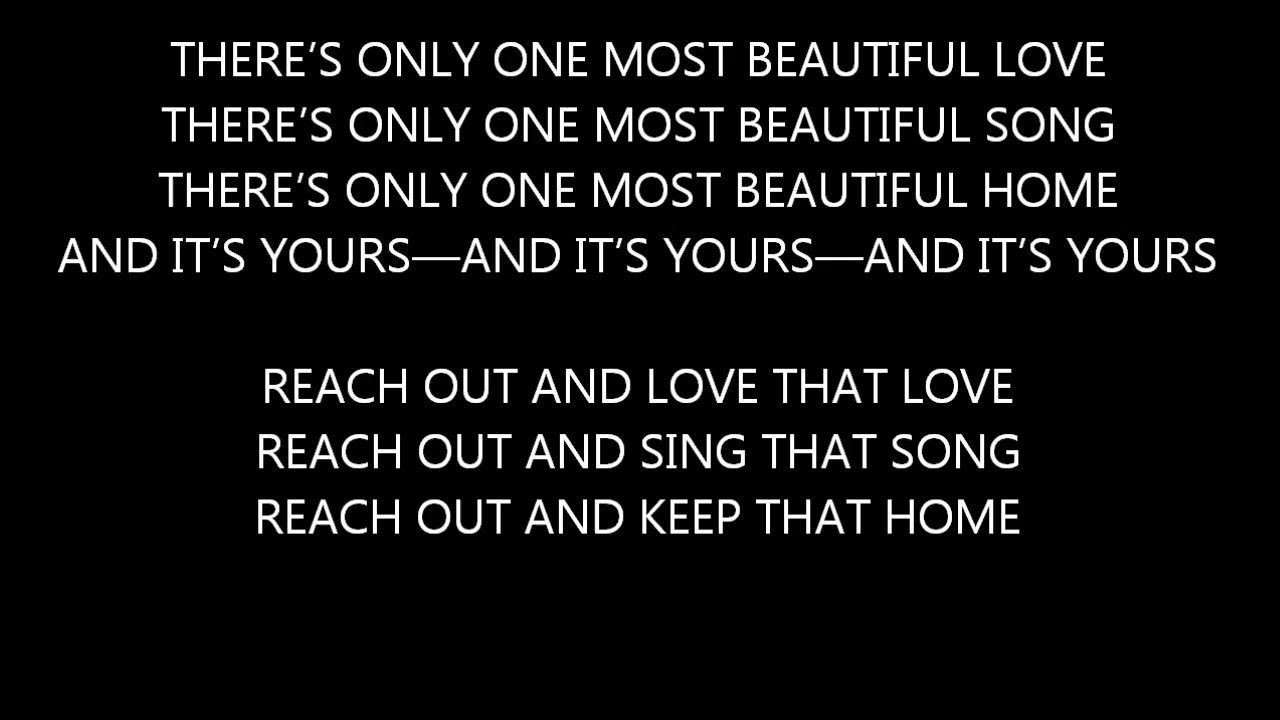 THERE’S ONLY ONE MOST BEAUTIFUL LOVE
THERE’S ONLY ONE MOST BEAUTIFUL SONG
THERE’S ONLY ONE MOST BEAUTIFUL HOME
AND IT’S YOURS—AND IT’S YOURS—AND IT’S YOURS
REACH OUT AND LOVE THAT LOVE
REACH OUT AND SING THAT SONG
REACH OUT AND KEEP THAT HOME